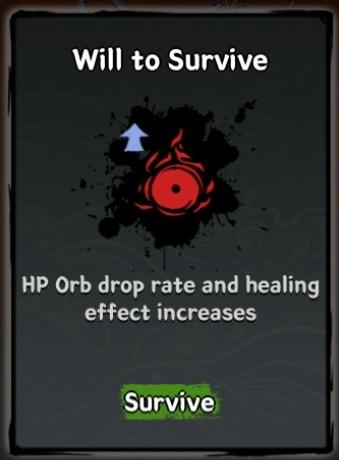 Will to Survive
HP Orb drop rate and healing
effect increases
Survive